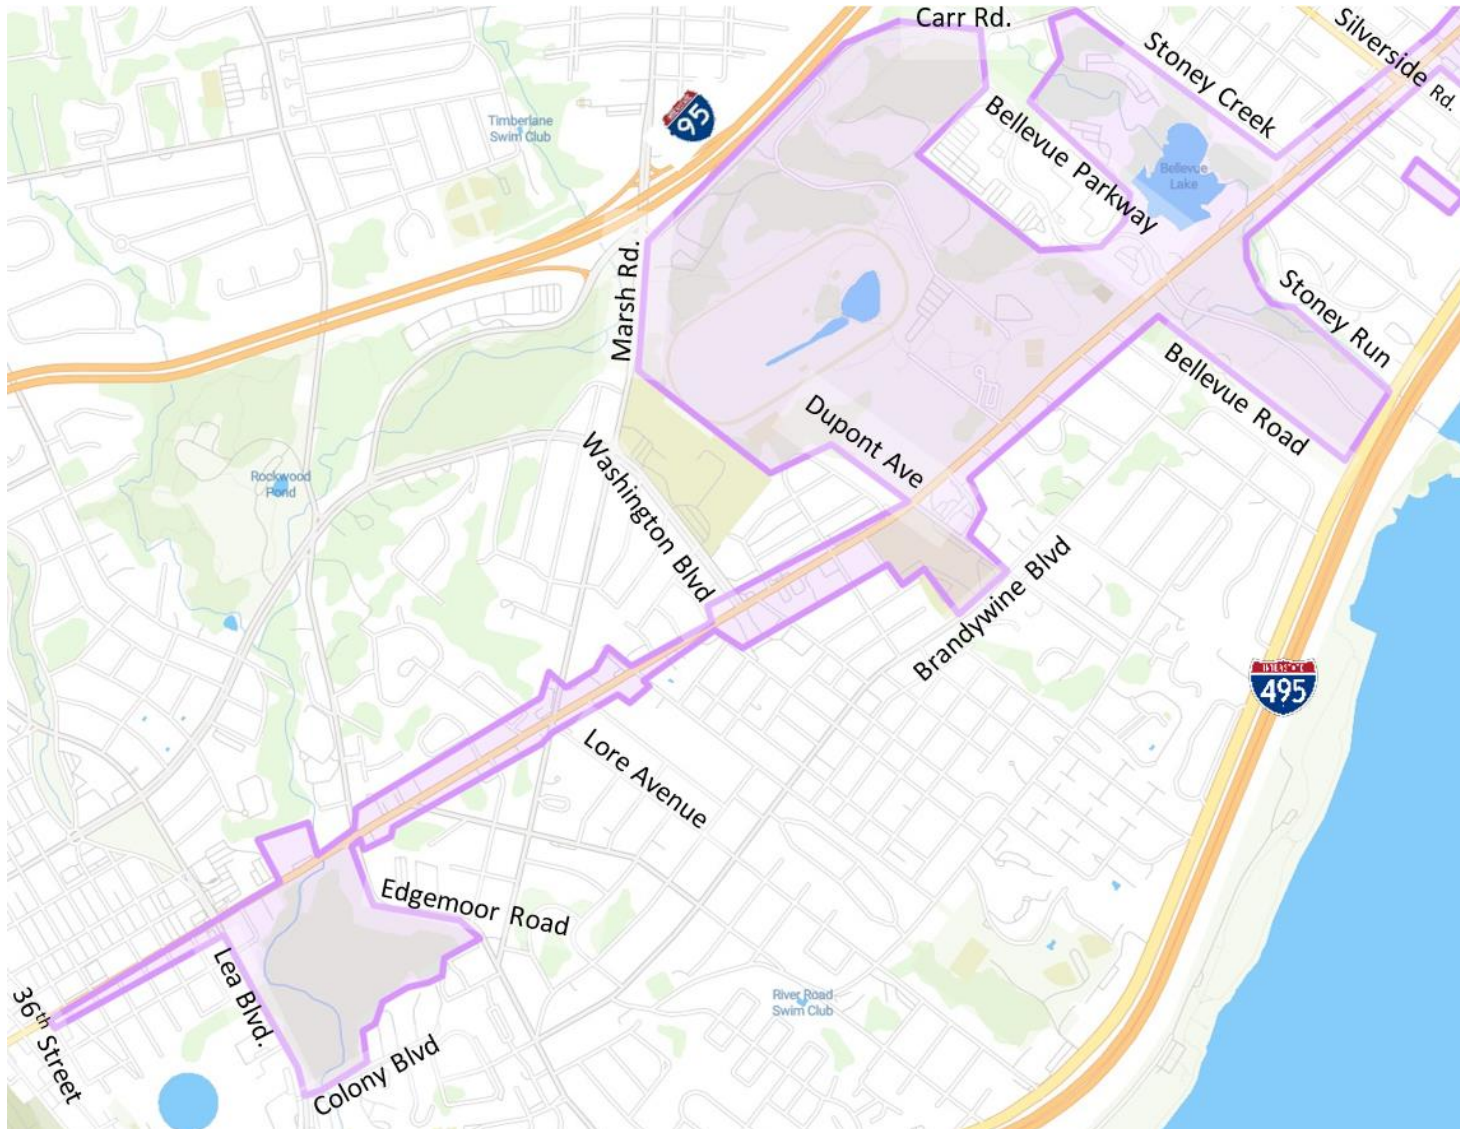 Carr Rd.
Silverside Rd.
Stoney Creek
INTERSTATE
95
Timberlane
Swim Club
Bellevue Parkway
Bellevue
Lake
Marsh Rd.
Stoney Run
Bellevue Road
Dupont Ave
Washington Blvd
Rockwood
Pond
Brandywine Blvd
INTERSTATE
495
Lore Avenue
Edgemoor Road
Lea Blvd.
36th Street
River Road
Swim Club
Colony Blvd